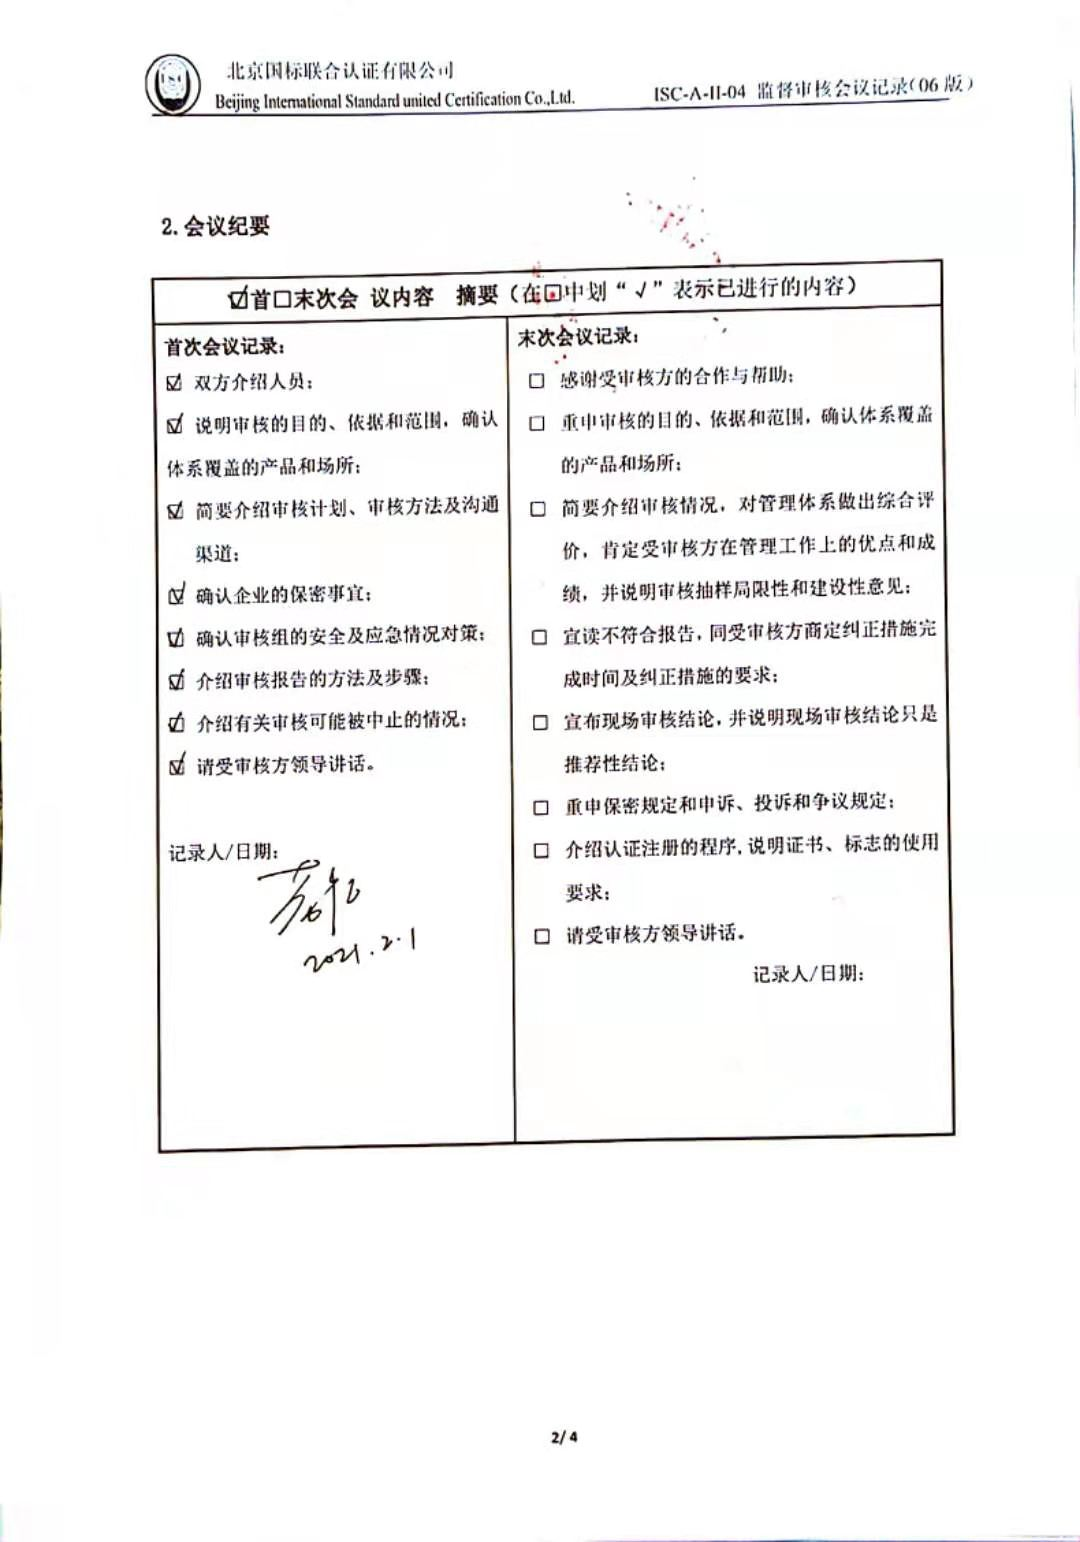 北京国标联合认证有限公司
Beijing International Standard united Certification Co.,Ltd.
ISC-A-II-04 监督审核会议记录(06版)
2.会议纪要
☑首□末次会 议内容 摘要（在□中划“√”表示已进行的内容）
首次会议记录:
☑ 双方介绍人员;
☑ 说明审核的目的、依据和范围，确认
体系覆盖的产品和场所;
☑ 简要介绍审核计划、审核方法及沟通
渠道;
☑ 确认企业的保密事宜;
☑ 确认审核组的安全及应急情况对策;
☑ 介绍审核报告的方法及步骤;
☑ 介绍有关审核可能被中止的情况;
☑ 请受审核方领导讲话。
记录人/日期:
2021.2.1
末次会议记录:
□ 感谢受审核方的合作与帮助;
□ 重申审核的目的、依据和范围，确认体系覆盖
的产品和场所;
□ 简要介绍审核情况，对管理体系做出综合评
价，肯定受审核方在管理工作上的优点和成
绩，并说明审核抽样局限性和建设性意见;
□ 宣读不符合报告，同受审核方商定纠正措施完
成时间及纠正措施的要求;
□ 宣布现场审核结论，并说明现场审核结论只是
推荐性结论;
□ 重申保密规定和申诉、投诉和争议规定;
□ 介绍认证注册的程序,说明证书、标志的使用
要求;
□ 请受审核方领导讲话。
记录人/日期:
2/4